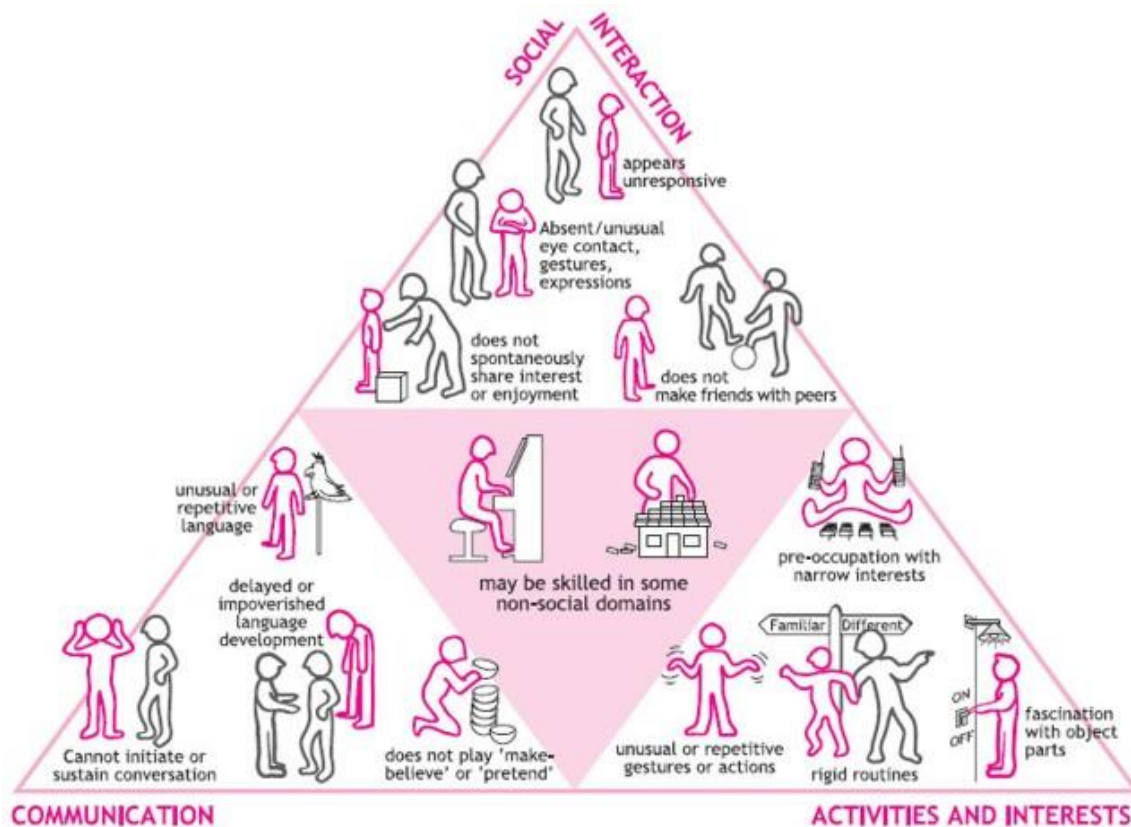 SOCIAL
INTERACTION
appears
unresponsive
Absent/unusual
eye contact,
gestures,
expressions
does not
spontaneously
share interest
or enjoyment
does not
make friends with peers
unusual or
repetitive
language
may be skilled in some
non-social domains
pre-occupation with
narrow interests
delayed or
impoverished
language
development
Familiar
Different
Cannot initiate or
sustain conversation
does not play 'make-
believe' or 'pretend'
unusual or repetitive
gestures or actions
rigid routines
ON
OFF
fascination
with object
parts
COMMUNICATION
ACTIVITIES AND INTERESTS